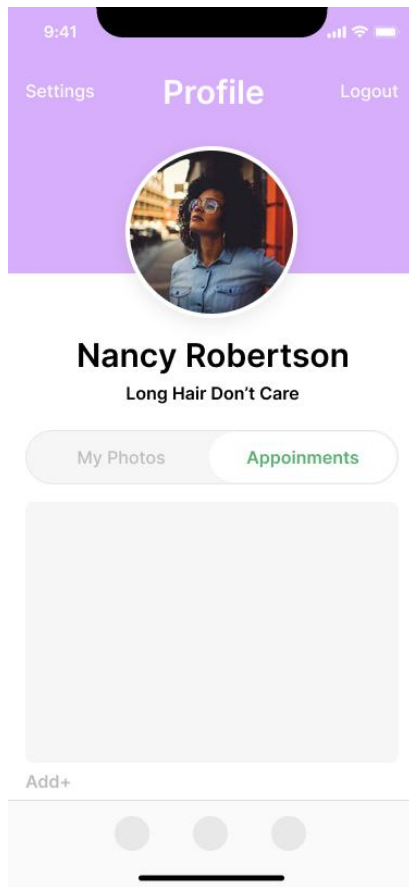 9:41
Settings Profile Logout
Nancy Robertson
Long Hair Don't Care
My Photos Appoinments
Add+